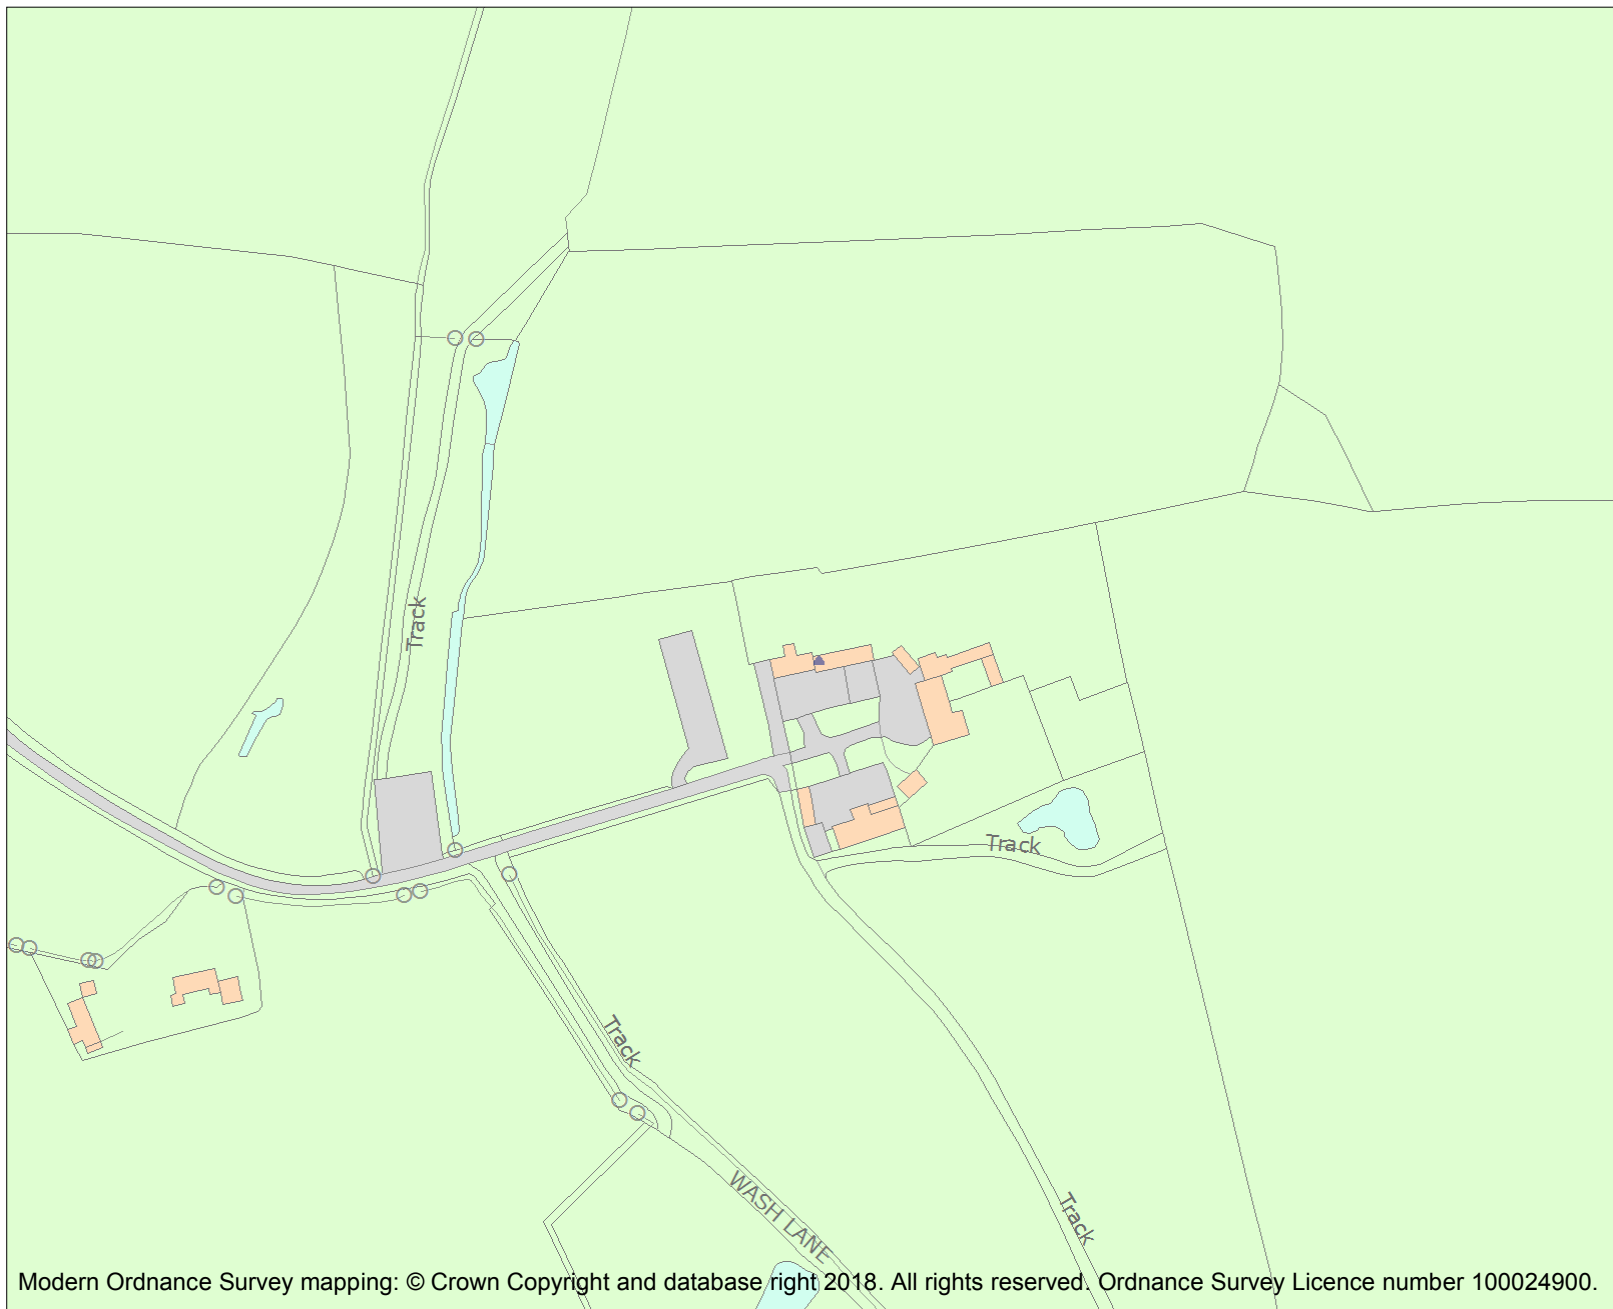 Track
Track
Track
WASH LANE
Track
Modern Ordnance Survey mapping: © Crown Copyright and database right 2018. All rights reserved. Ordnance Survey Licence number 100024900.